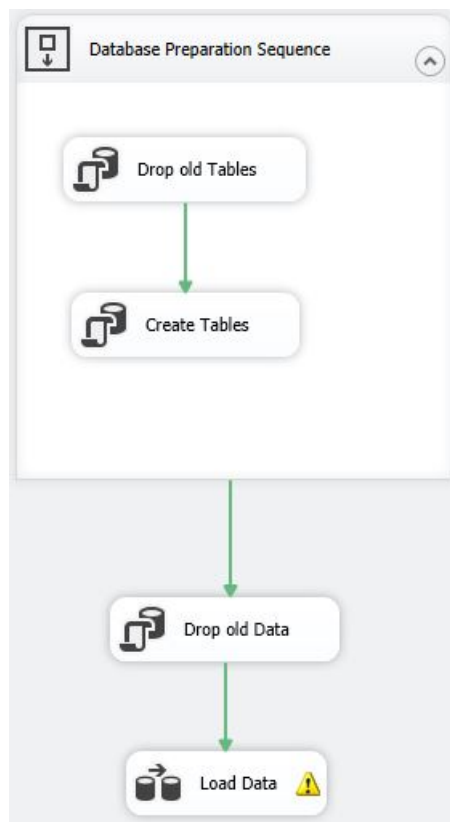 Database Preparation Sequence
Drop old Tables
Create Tables
Drop old Data
Load Data